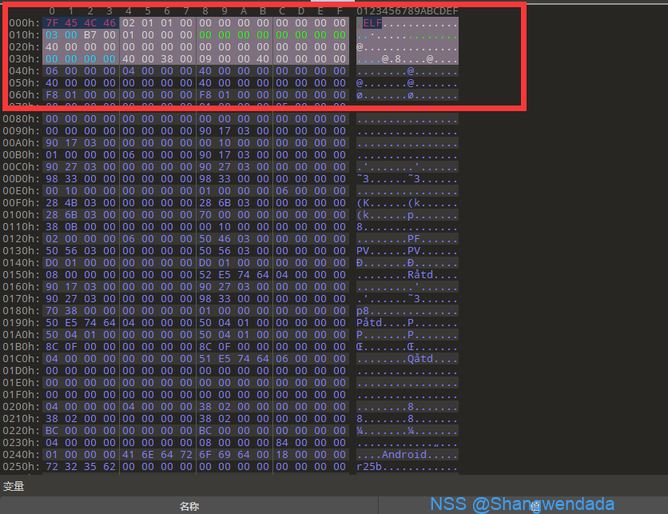 0 1 2 3 4 5 6 7 8 9 A B C D E F 0123456789ABCDEF
000h: 7F 45 4C 46 02 01 01 00 00 00 00 00 00 00 00 00 .ELF............
010h: 03 00 B7 00 01 00 00 00 00 00 00 00 00 00 00 00 ..·.............
020h: 40 00 00 00 00 00 00 00 00 00 00 00 00 00 00 00 @...............
030h: 00 00 00 00 40 00 38 00 09 00 00 40 00 00 00 00
040h: 06 00 00 00 04 00 00 00 40 00 00 00 00 00 00 00 ........@.......
050h: 40 00 00 00 00 00 00 00 40 00 00 00 00 00 00 00 @.......@.......
060h: F8 01 00 00 00 00 00 00 F8 01 00 00 00 00 00 00 ø.......ø.......
0080h: 00 00 00 00 00 00 00 00 00 00 00 00 00 00 00 00 ................
0090h: 00 00 00 00 00 00 00 00 90 17 03 00 00 00 00 00 ................
00A0h: 90 17 03 00 00 00 00 00 00 10 00 00 00 00 00 00 ................
00B0h: 01 00 00 00 06 00 00 00 90 17 03 00 00 00 00 00 ................
00C0h: 90 27 03 00 00 00 00 00 90 27 03 00 00 00 00 00 .'.......'......
00D0h: 98 33 00 00 00 00 00 00 98 33 00 00 00 00 00 00 ˜3......˜3......
00E0h: 00 10 00 00 00 00 00 00 01 00 00 00 06 00 00 00 ................
00F0h: 28 4B 03 00 00 00 00 00 28 6B 03 00 00 00 00 00 (K......(k......
0100h: 28 6B 03 00 00 00 00 00 70 00 00 00 00 00 00 00 (k......p.......
0110h: 38 0B 00 00 00 00 00 00 00 10 00 00 00 00 00 00 8...............
0120h: 02 00 00 00 06 00 00 00 50 46 03 00 00 00 00 00 ........PF......
0130h: 50 56 03 00 00 00 00 00 50 56 03 00 00 00 00 00 PV......PV......
0140h: D0 01 00 00 00 00 00 00 D0 01 00 00 00 00 00 00 Ð.......Ð.......
0150h: 08 00 00 00 00 00 00 00 52 E5 74 64 04 00 00 00 ........Råtd....
0160h: 90 17 03 00 00 00 00 00 90 27 03 00 00 00 00 00 .........'......
0170h: 90 27 03 00 00 00 00 00 98 33 00 00 00 00 00 00 .'......˜3......
0180h: 70 38 00 00 00 00 00 00 01 00 00 00 00 00 00 00 p8..............
0190h: 50 E5 74 64 04 00 00 00 50 04 01 00 00 00 00 00 Påtd....P.......
01A0h: 50 04 01 00 00 00 00 00 50 04 01 00 00 00 00 00 P.......P.......
01B0h: 8C 0F 00 00 00 00 00 00 8C 0F 00 00 00 00 00 00 Œ.......Œ.......
01C0h: 04 00 00 00 00 00 00 00 51 E5 74 64 06 00 00 00 ........Qåtd....
01D0h: 00 00 00 00 00 00 00 00 00 00 00 00 00 00 00 00 ................
01E0h: 00 00 00 00 00 00 00 00 00 00 00 00 00 00 00 00 ................
01F0h: 00 00 00 00 00 00 00 00 00 00 00 00 00 00 00 00 ................
0200h: 04 00 00 00 04 00 00 00 38 02 00 00 00 00 00 00 ........8.......
0210h: 38 02 00 00 00 00 00 00 38 02 00 00 00 00 00 00 8.......8.......
0220h: BC 00 00 00 00 00 00 00 BC 00 00 00 00 00 00 00 ¼.......¼.......
0230h: 04 00 00 00 00 00 00 00 08 00 00 00 84 00 00 00 ............„...
0240h: 01 00 00 00 41 6E 64 72 6F 69 64 00 18 00 00 00 ....Android.....
0250h: 72 32 35 62 00 00 00 00 00 00 00 00 00 00 00 00 r25b............
变量
名称 值
NSS @Shangwendada